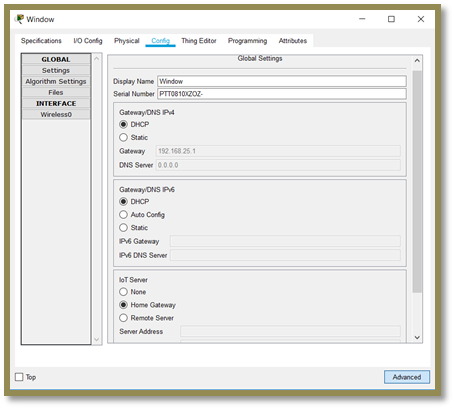 Window
Specifications I/O Config Physical Config Thing Editor Programming Attributes
GLOBAL
Settings
Algorithm Settings
Files
INTERFACE
Wireless0
Global Settings
Display Name Window
Serial Number PTT0810XZOZ-
Gateway/DNS IPv4
DHCP
Static
Gateway 192.168.25.1
DNS Server 0.0.0.0
Gateway/DNS IPv6
DHCP
Auto Config
Static
IPv6 Gateway
IPv6 DNS Server
IoT Server
None
Home Gateway
Remote Server
Server Address
Top
Advanced